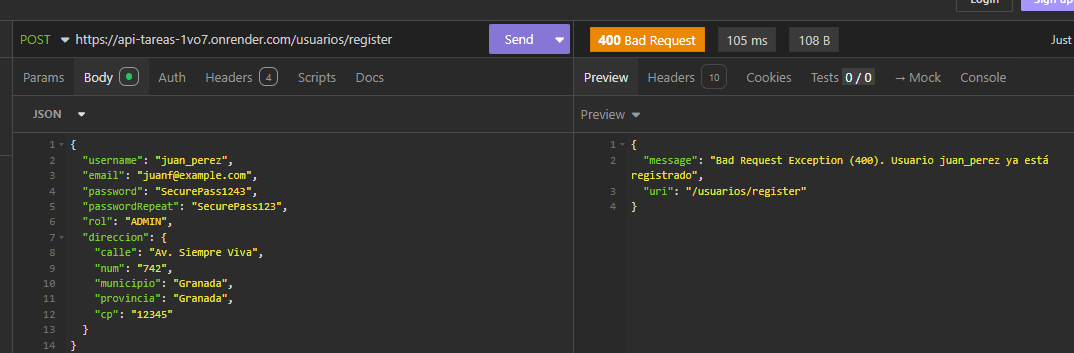 Login
Sign up
POST https://api-tareas-1vo7.onrender.com/usuarios/register Send
400 Bad Request 105 ms 108 B Just
Params Body Auth Headers 4 Scripts Docs
Preview Headers 10 Cookies Tests 0 / 0 → Mock Console
JSON
Preview
1 {
2 "username": "juan_perez",
3 "email": "juanf@example.com",
4 "password": "SecurePass1243",
5 "passwordRepeat": "SecurePass123",
6 "rol": "ADMIN",
7 "direccion": {
8 "calle": "Av. Siempre Viva",
9 "num": "742",
10 "municipio": "Granada",
11 "provincia": "Granada",
12 "cp": "12345"
13 }
14 }
1 {
2 "message": "Bad Request Exception (400). Usuario juan_perez ya está
registrado",
3 "uri": "/usuarios/register"
4 }